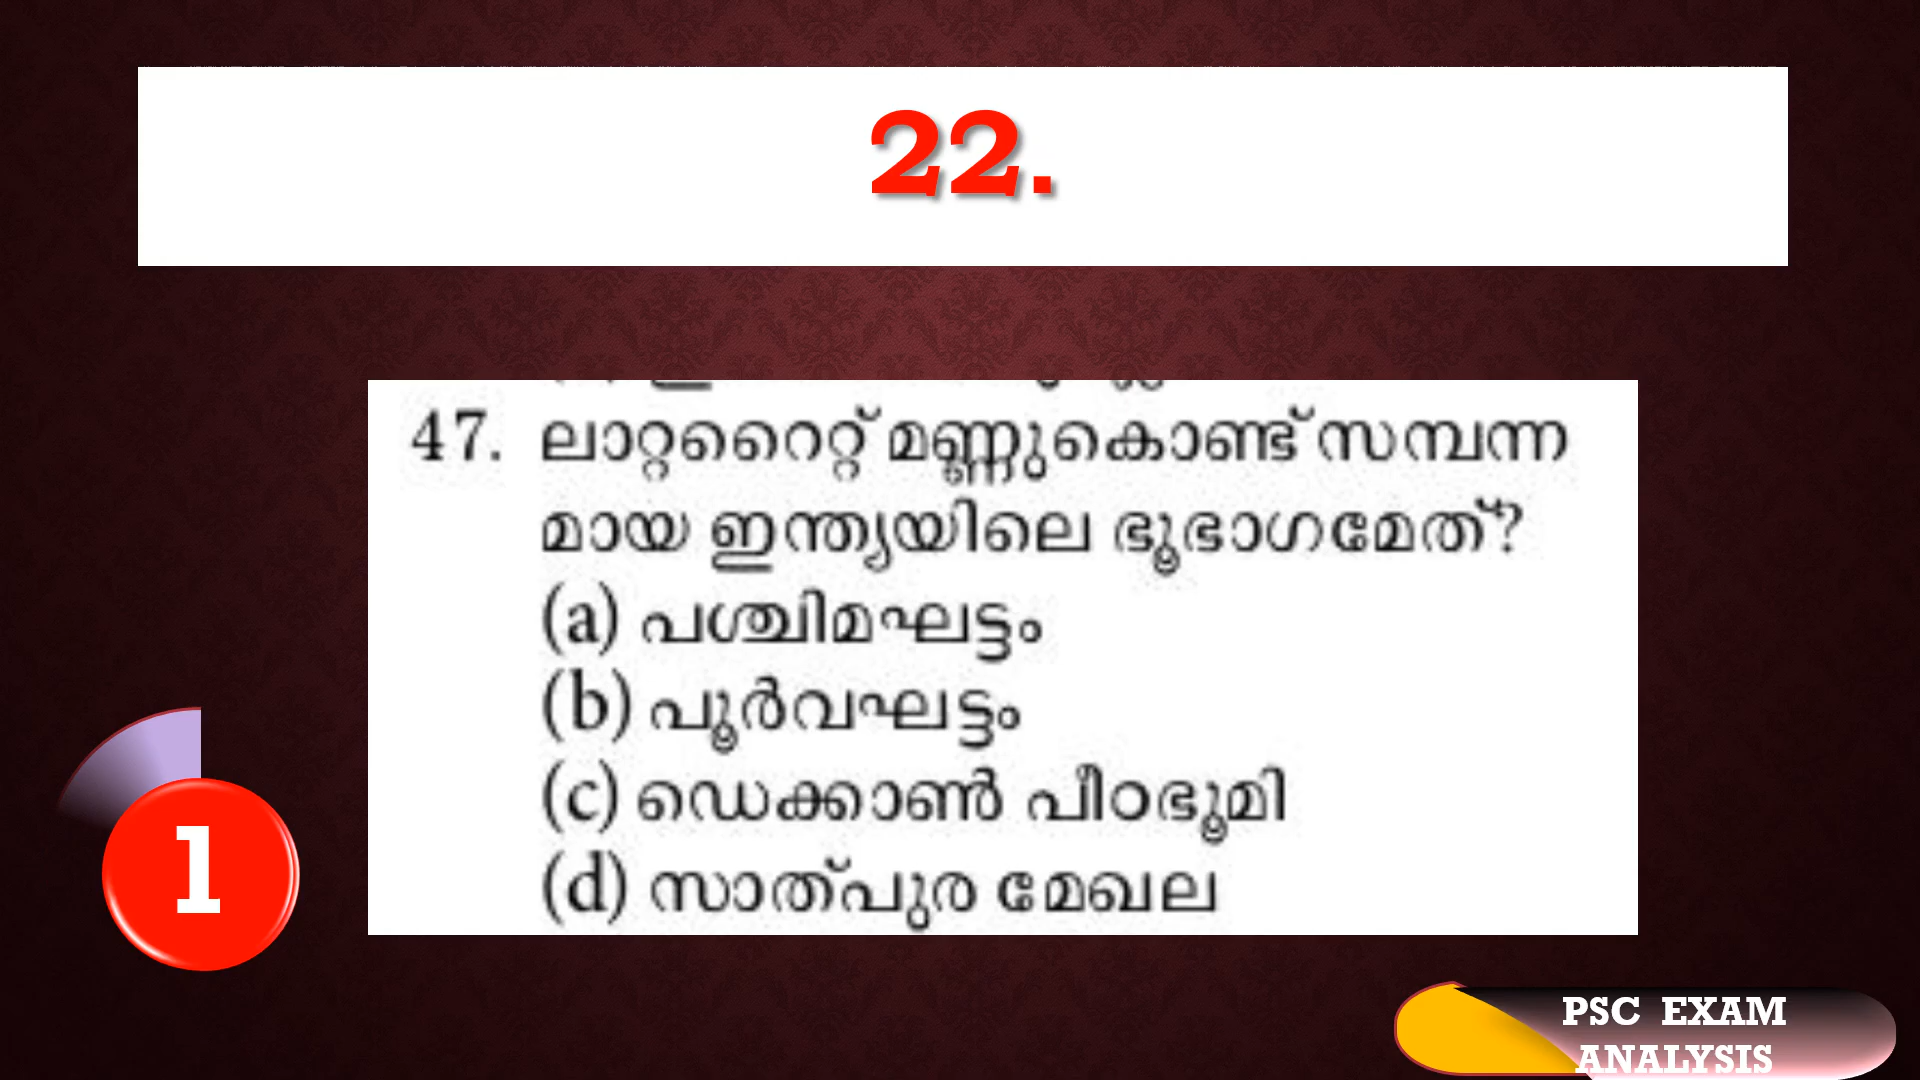 22.
47. ലാറ്ററൈറ്റ് മണ്ണുകൊണ്ട് സമ്പന്ന
മായ ഇന്ത്യയിലെ ഭൂഭാഗമേത്?
(a) പശ്ചിമഘട്ടം
(b) പൂർവഘട്ടം
(c) ഡെക്കാൺ പീഠഭൂമി
(d) സാത്പുര മേഖല
1
PSC EXAM
ANALYSIS